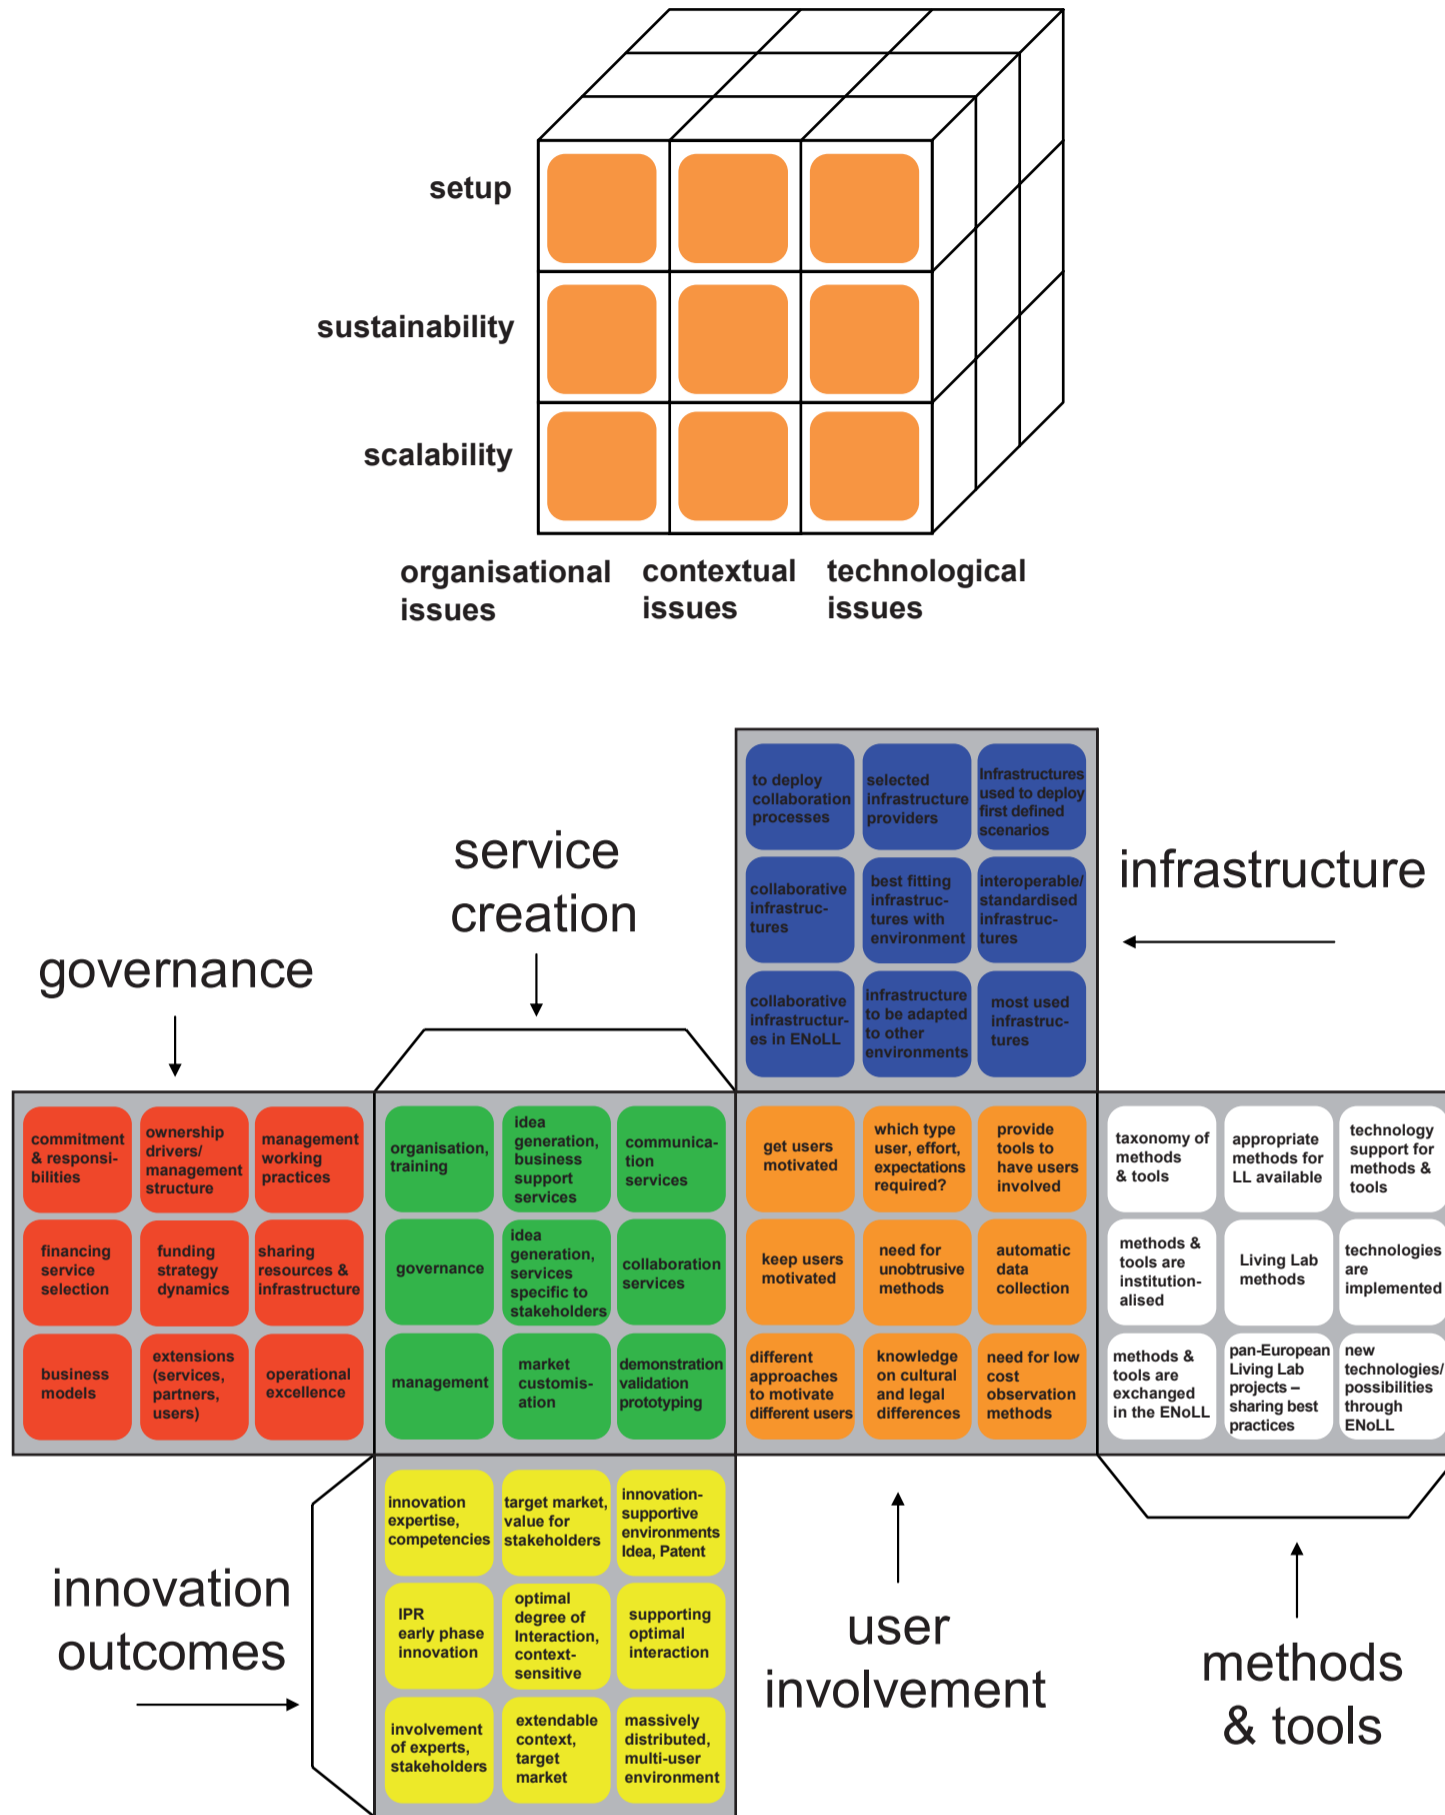 setup
sustainability
scalability
organisational
issues
contextual
issues
technological
issues
service
creation
governance
infrastructure
to deploy
collaboration
processes
selected
infrastructure
providers
Infrastructures
used to deploy
first defined
scenarios
collaborative
infrastruc-
tures
best fitting
infrastruc-
tures with
environment
interoperable/
standardised
infrastruc-
tures
collaborative
infrastructur-
es in ENoLL
infrastructure
to be adapted
to other
environments
most used
infrastruc-
tures
commitment
& responsi-
bilities
ownership
drivers/
management
structure
management
working
practices
financing
service
selection
funding
strategy
dynamics
sharing
resources &
infrastructure
business
models
extensions
(services,
partners,
users)
operational
excellence
organisation,
training
idea
generation,
business
support
services
communica-
tion
services
governance
idea
generation,
services
specific to
stakeholders
collaboration
services
management
market
customis-
ation
demonstration
validation
prototyping
get users
motivated
which type
user, effort,
expectations
required?
provide
tools to
have users
involved
keep users
motivated
need for
unobtrusive
methods
automatic
data
collection
different
approaches
to motivate
different users
knowledge
on cultural
and legal
differences
need for low
cost
observation
methods
taxonomy of
methods
& tools
appropriate
methods for
LL available
technology
support for
methods &
tools
methods &
tools are
institution-
alised
Living Lab
methods
technologies
are
implemented
methods &
tools are
exchanged
in the ENoLL
pan-European
Living Lab
projects –
sharing best
practices
new
technologies/
possibilities
through
ENoLL
innovation
expertise,
competencies
target market,
value for
stakeholders
innovation-
supportive
environments
Idea, Patent
IPR
early phase
innovation
optimal
degree of
Interaction,
context-
sensitive
supporting
optimal
interaction
involvement
of experts,
stakeholders
extendable
context,
target
market
massively
distributed,
multi-user
environment
innovation
outcomes
user
involvement
methods
& tools